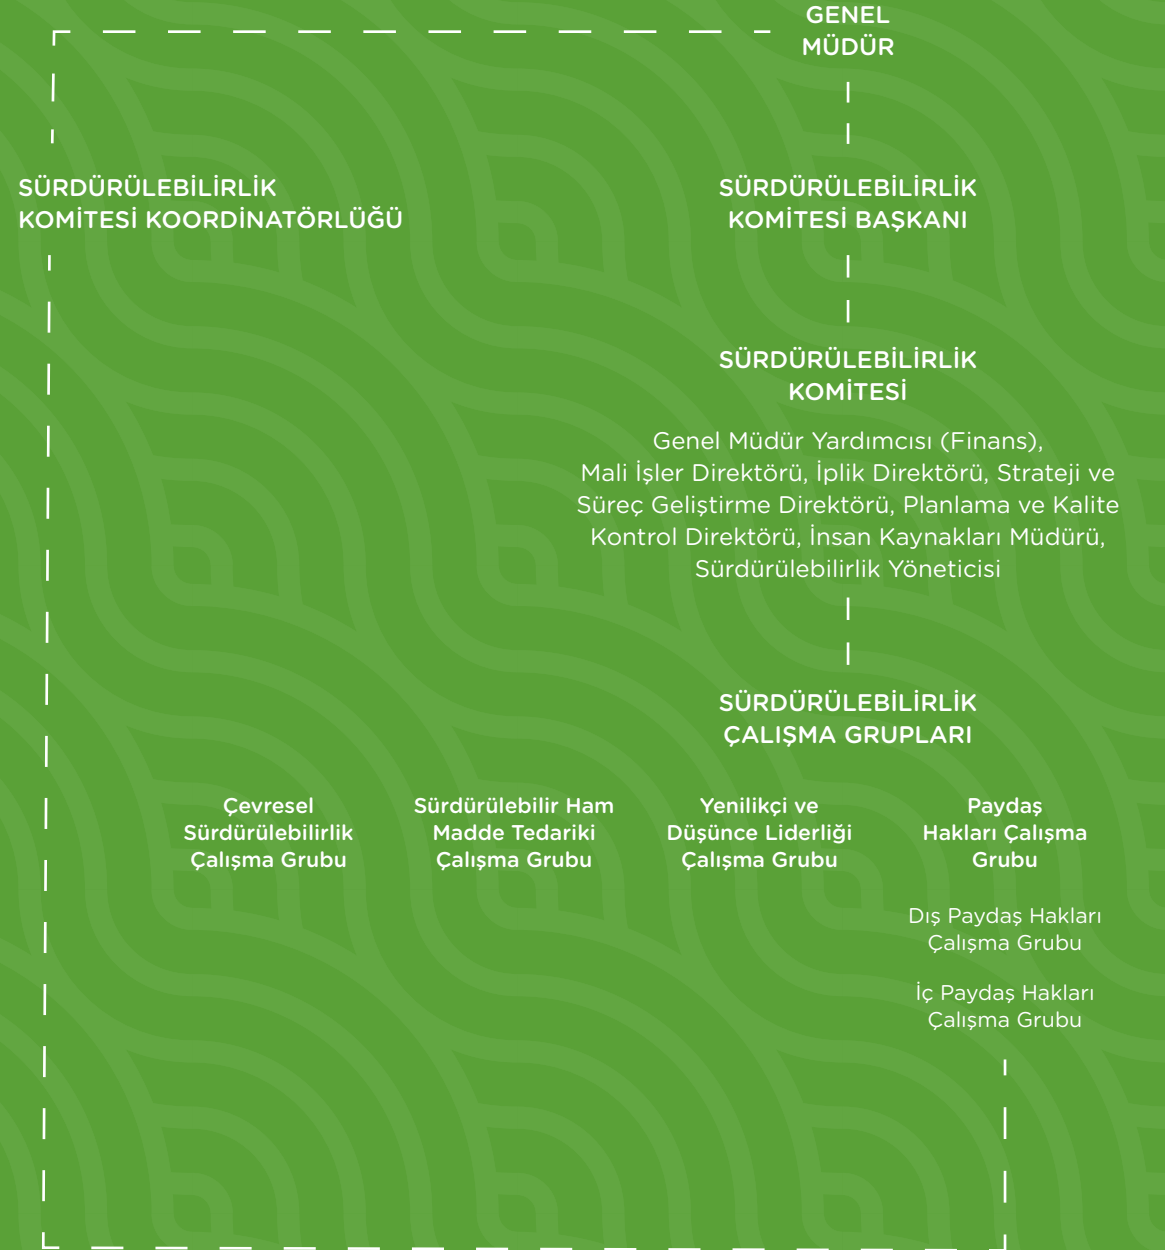 GENEL
MÜDÜR
SÜRDÜRÜLEBİLİRLİK
KOMİTESİ KOORDİNATÖRLÜĞÜ
SÜRDÜRÜLEBİLİRLİK
KOMİTESİ BAŞKANI
SÜRDÜRÜLEBİLİRLİK
KOMİTESİ
Genel Müdür Yardımcısı (Finans),
Mali İşler Direktörü, İplik Direktörü, Strateji ve
Süreç Geliştirme Direktörü, Planlama ve Kalite
Kontrol Direktörü, İnsan Kaynakları Müdürü,
Sürdürülebilirlik Yöneticisi
SÜRDÜRÜLEBİLİRLİK
ÇALIŞMA GRUPLARI
Çevresel
Sürdürülebilirlik
Çalışma Grubu
Sürdürülebilir Ham
Madde Tedariki
Çalışma Grubu
Yenilikçi ve
Düşünce Liderliği
Çalışma Grubu
Paydaş
Hakları Çalışma
Grubu
Dış Paydaş Hakları
Çalışma Grubu
İç Paydaş Hakları
Çalışma Grubu